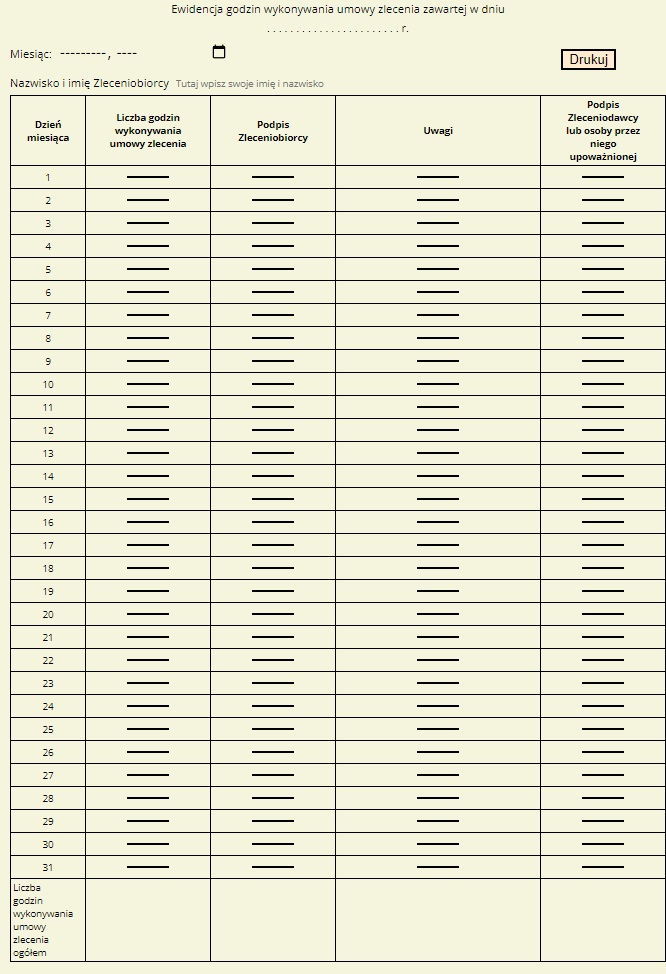 Ewidencja godzin wykonywania umowy zlecenia zawartej w dniu
. . . . . . . . . . . . . . . . . . . . . . . r.
Miesiąc: ---------, ----
Drukuj
Nazwisko i imię Zleceniobiorcy Tutaj wpisz swoje imię i nazwisko
Dzień
miesiąca
Liczba godzin
wykonywania
umowy zlecenia
Podpis
Zleceniobiorcy
Uwagi
Podpis
Zleceniodawcy
lub osoby przez
niego
upoważnionej
1
2
3
4
5
6
7
8
9
10
11
12
13
14
15
16
17
18
19
20
21
22
23
24
25
26
27
28
29
30
31
Liczba
godzin
wykonywania
umowy
zlecenia
ogółem